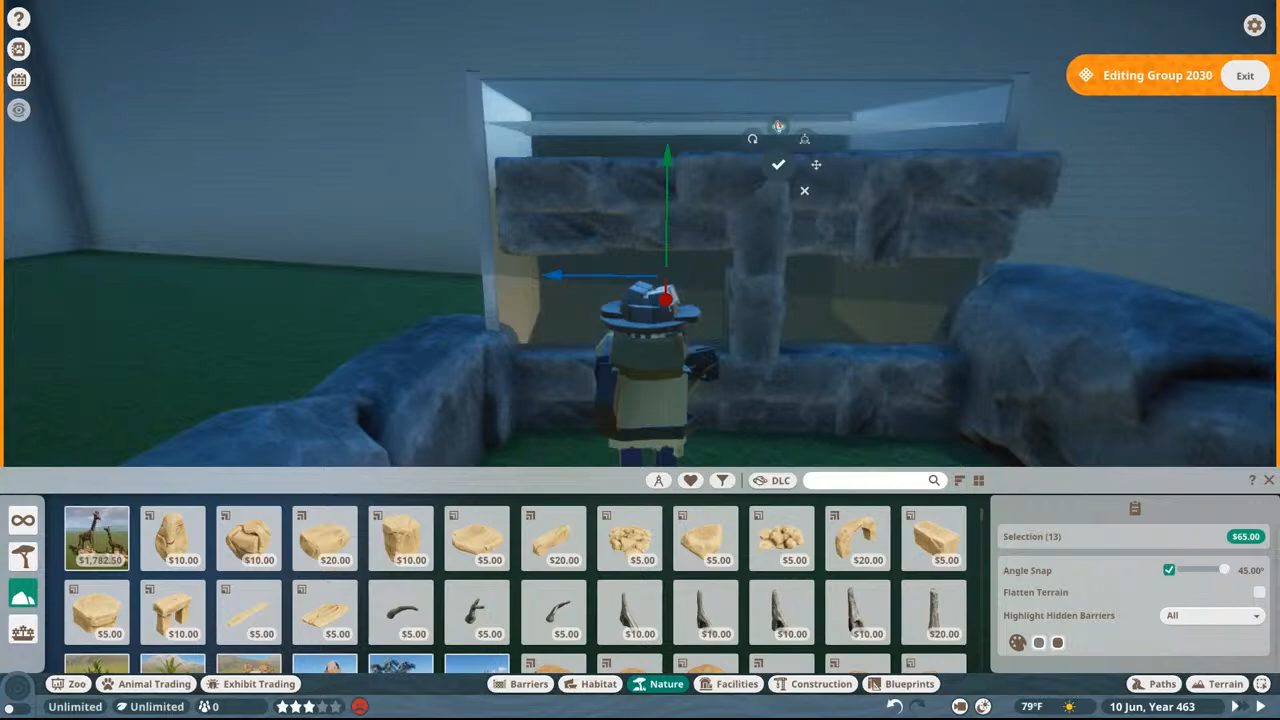 ?
Editing Group 2030
Exit
DLC
?
$1,782.50
$10.00
$10.00
$20.00
$10.00
$5.00
$20.00
$5.00
$5.00
$5.00
$20.00
$5.00
$5.00
$10.00
$5.00
$5.00
$5.00
$5.00
$5.00
$10.00
$10.00
$10.00
$10.00
$20.00
Selection (13)
$65.00
Angle Snap
45.00°
Flatten Terrain
Highlight Hidden Barriers
All
Zoo
Animal Trading
Exhibit Trading
Barriers
Habitat
Nature
Facilities
Construction
Blueprints
Paths
Terrain
Unlimited
Unlimited
0
79°F
10 Jun, Year 463